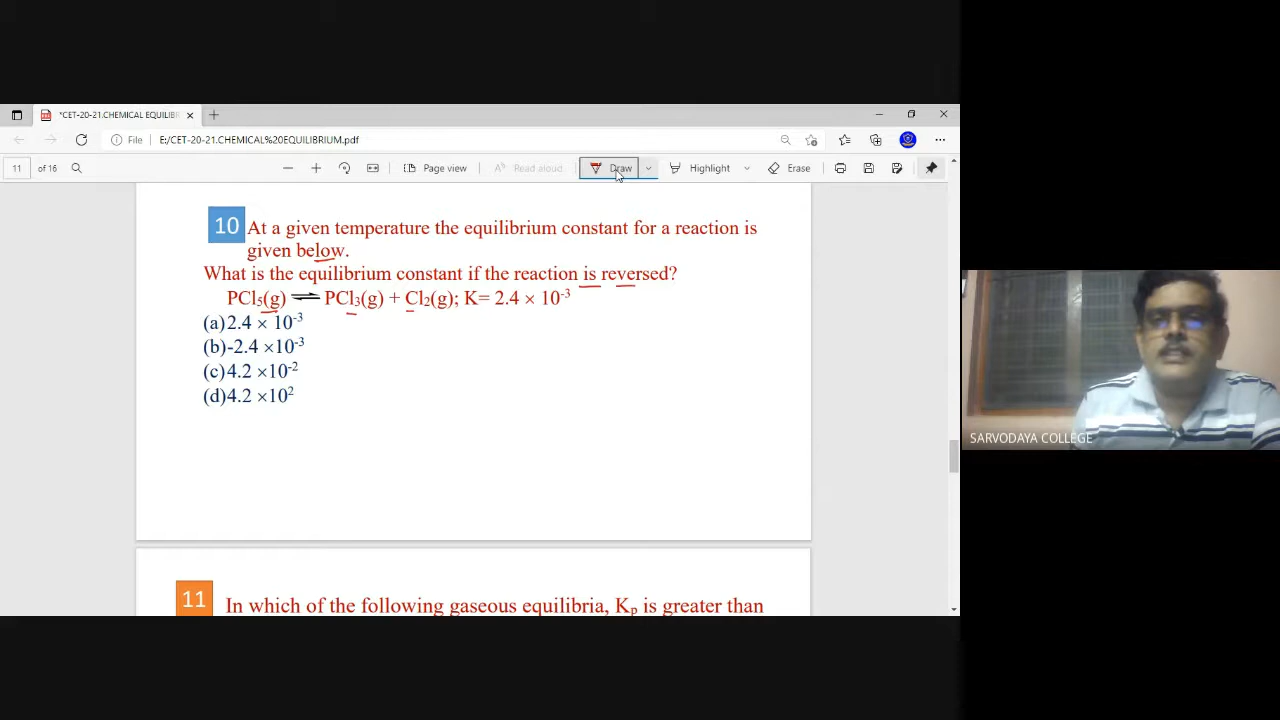 *CET-20-21.CHEMICAL EQUILIBR
File E:/CET-20-21.CHEMICAL%20EQUILIBRIUM.pdf
11 of 16 Page view Read aloud Draw Highlight Erase
10 At a given temperature the equilibrium constant for a reaction is
given below.
What is the equilibrium constant if the reaction is reversed?
PCl₅(g) ⇌ PCl₃(g) + Cl₂(g); K= 2.4 × 10⁻³
(a)2.4 × 10⁻³
(b)-2.4 ×10⁻³
(c)4.2 ×10⁻²
(d)4.2 ×10²
SARVODAYA COLLEGE
11 In which of the following gaseous equilibria, Kₚ is greater than